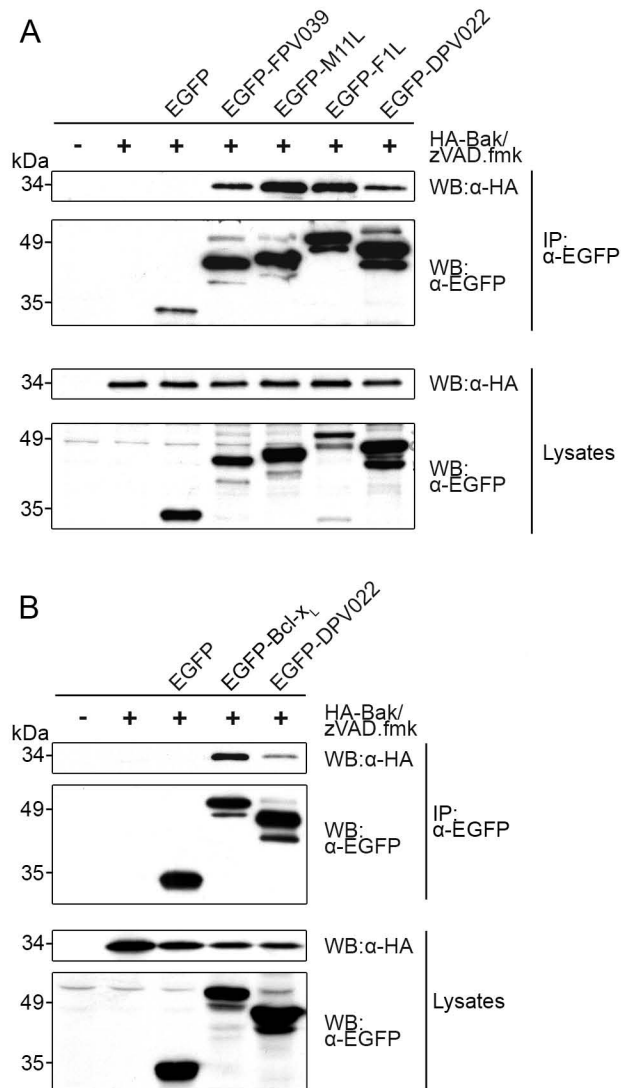 A
EGFP
EGFP-FPV039
EGFP-M11L
EGFP-F1L
EGFP-DPV022
- + + + + + +
HA-Bak/
zVAD.fmk
kDa
34-
WB:α-HA
49-
35-
WB:
α-EGFP
IP:
α-EGFP
34-
WB:α-HA
49-
35-
WB:
α-EGFP
Lysates
B
EGFP
EGFP-Bcl-xL
EGFP-DPV022
- + + + +
HA-Bak/
zVAD.fmk
kDa
34-
WB:α-HA
49-
35-
WB:
α-EGFP
IP:
α-EGFP
34-
WB:α-HA
49-
35-
WB:
α-EGFP
Lysates